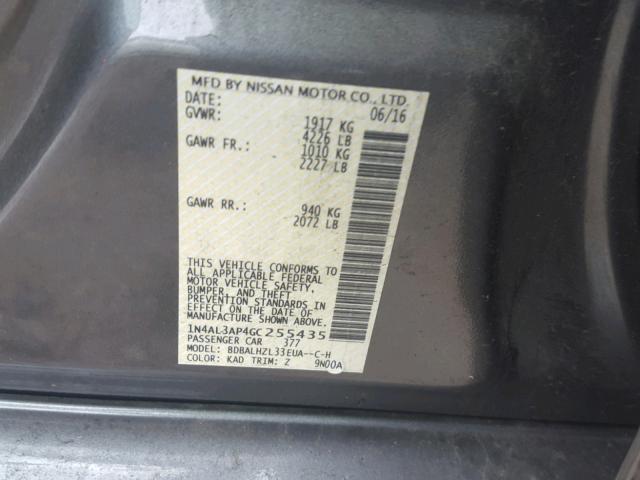 MFD BY NISSAN MOTOR CO., LTD.
DATE: 06/16
GVWR: 1917 KG
4226 LB
GAWR FR.: 1010 KG
2227 LB
GAWR RR.: 940 KG
2072 LB
THIS VEHICLE CONFORMS TO
ALL APPLICABLE FEDERAL
MOTOR VEHICLE SAFETY,
BUMPER, AND THEFT
PREVENTION STANDARDS IN
EFFECT ON THE DATE OF
MANUFACTURE SHOWN ABOVE.
1N4AL3AP4GC255435
PASSENGER CAR 377
MODEL: BDBALHZL33EUA--C-H
COLOR: KAD TRIM: Z 9N00A